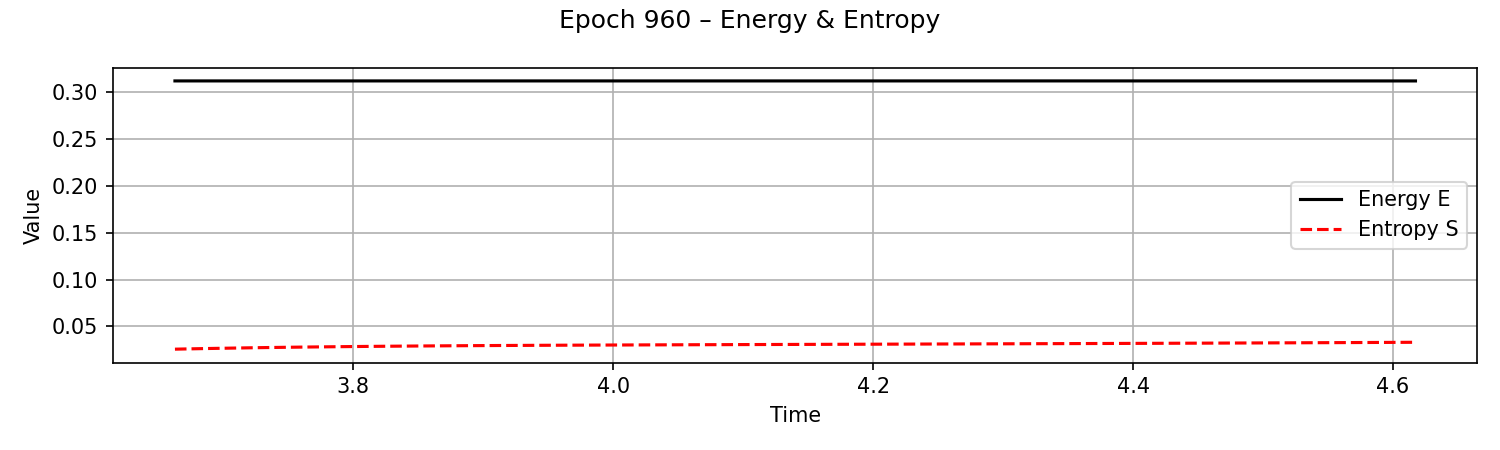 Epoch 960 – Energy & Entropy
Value
0.30
0.25
0.20
0.15
0.10
0.05
Energy E
Entropy S
3.8 4.0 4.2 4.4 4.6
Time